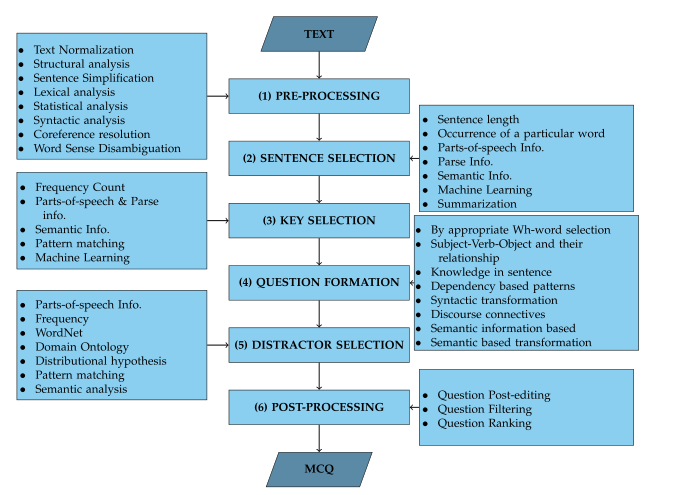 TEXT
• Text Normalization
• Structural analysis
• Sentence Simplification
• Lexical analysis
• Statistical analysis
• Syntactic analysis
• Coreference resolution
• Word Sense Disambiguation
(1) PRE-PROCESSING
• Sentence length
• Occurrence of a particular word
• Parts-of-speech Info.
• Parse Info.
• Semantic Info.
• Machine Learning
• Summarization
(2) SENTENCE SELECTION
• Frequency Count
• Parts-of-speech & Parse
info.
• Semantic Info.
• Pattern matching
• Machine Learning
(3) KEY SELECTION
• By appropriate Wh-word selection
• Subject-Verb-Object and their
relationship
• Knowledge in sentence
• Dependency based patterns
• Syntactic transformation
• Discourse connectives
• Semantic information based
• Semantic based transformation
(4) QUESTION FORMATION
• Parts-of-speech Info.
• Frequency
• WordNet
• Domain Ontology
• Distributional hypothesis
• Pattern matching
• Semantic analysis
(5) DISTRACTOR SELECTION
• Question Post-editing
• Question Filtering
• Question Ranking
(6) POST-PROCESSING
MCQ